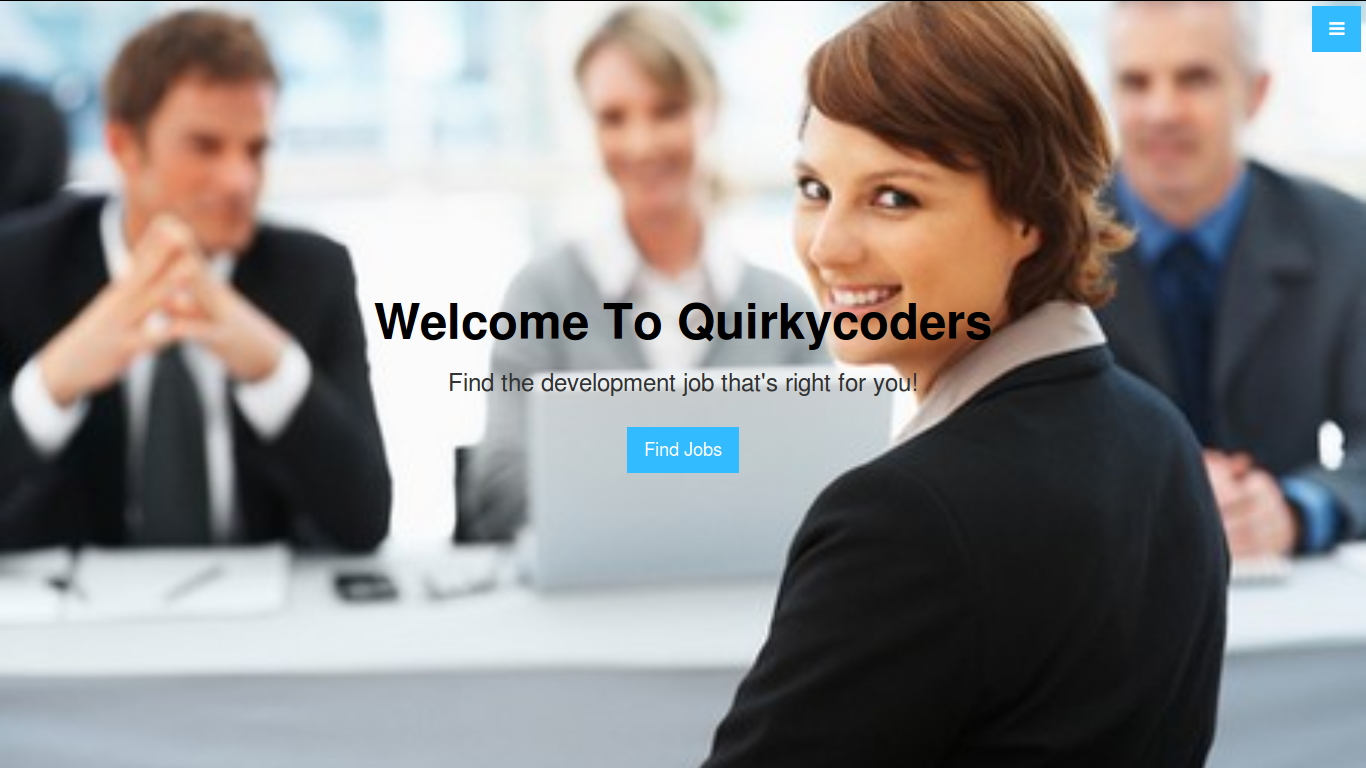 Welcome To Quirkycoders
Find the development job that's right for you!
Find Jobs